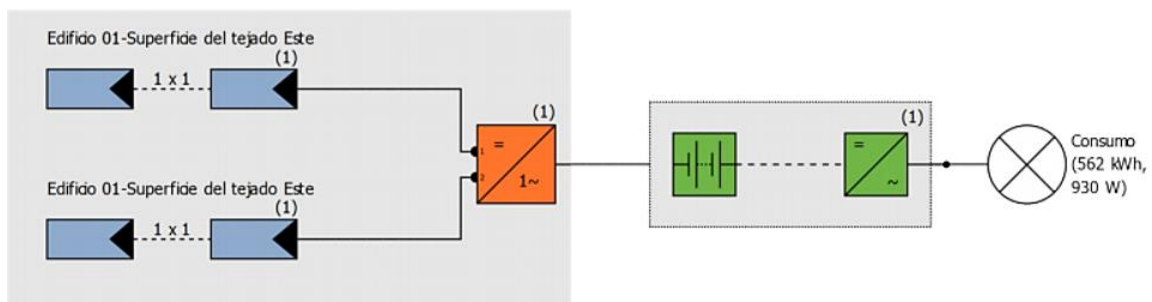 Edificio 01-Superficie del tejado Este
(1)
1 x 1
(1)
1
2
=
1~
Edificio 01-Superficie del tejado Este
(1)
1 x 1
(1)
=
~
Consumo
(562 kWh,
930 W)